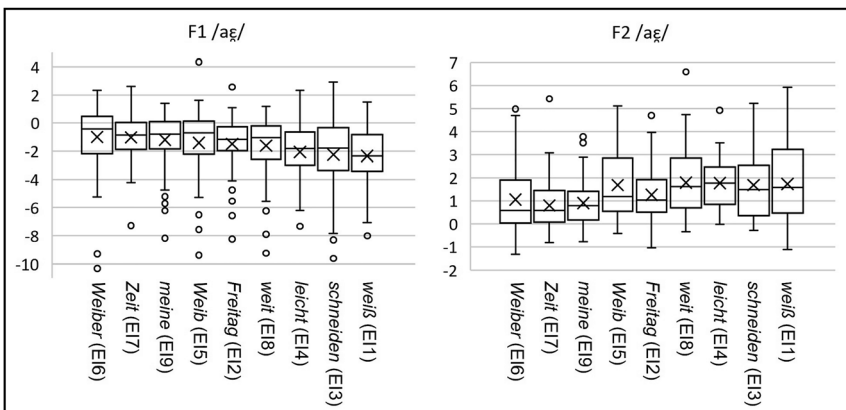 F1 /aɛ̯/
4
2
0
-2
-4
-6
-8
-10
Weiber (EI6)
Zeit (EI7)
meine (EI9)
Weib (EI5)
Freitag (EI2)
weit (EI8)
leicht (EI4)
schneiden (EI3)
weiß (EI1)
F2 /aɛ̯/
7
6
5
4
3
2
1
0
-1
-2
Weiber (EI6)
Zeit (EI7)
meine (EI9)
Weib (EI5)
Freitag (EI2)
weit (EI8)
leicht (EI4)
schneiden (EI3)
weiß (EI1)